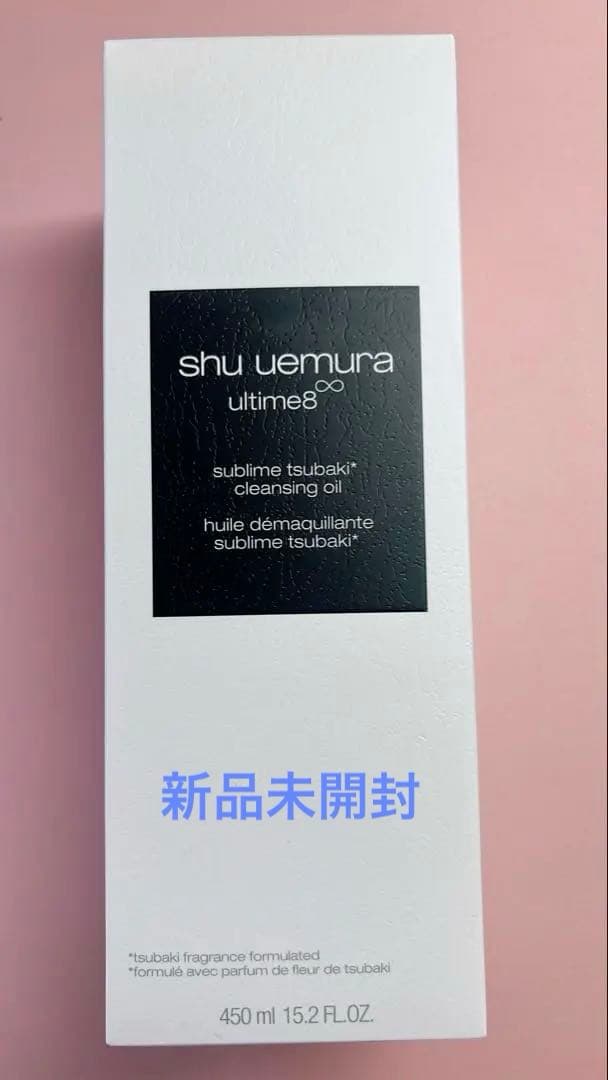 shu uemura
ultime8∞
sublime tsubaki*
cleansing oil
huile démaquillante
sublime tsubaki*
新品未開封
*tsubaki fragrance formulated
*formulé avec parfum de fleur de tsubaki
450 ml 15.2 FL.OZ.